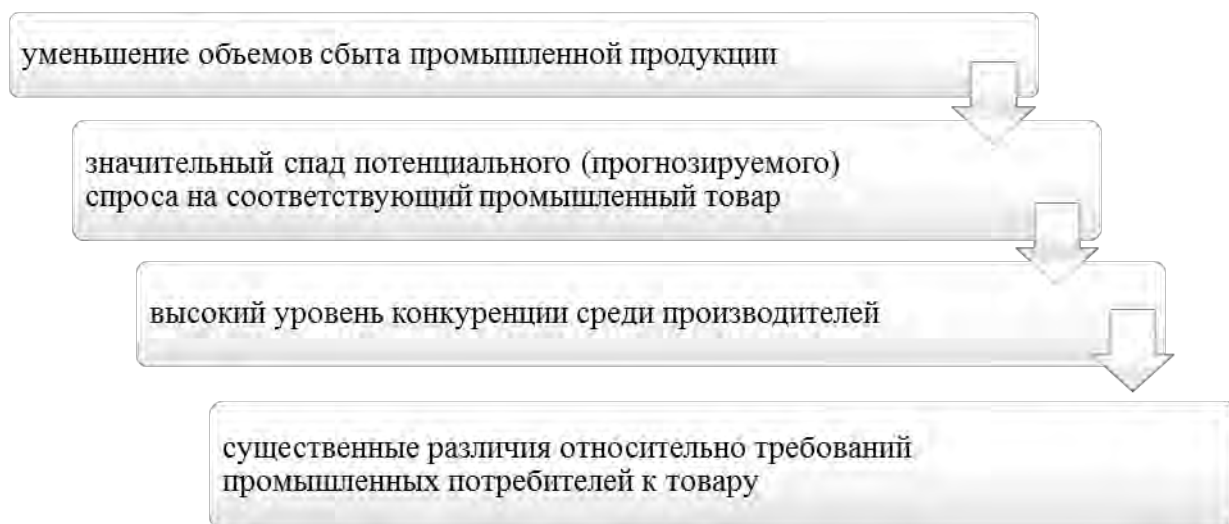 уменьшение объемов сбыта промышленной продукции
значительный спад потенциального (прогнозируемого)
спроса на соответствующий промышленный товар
высокий уровень конкуренции среди производителей
существенные различия относительно требований
промышленных потребителей к товару